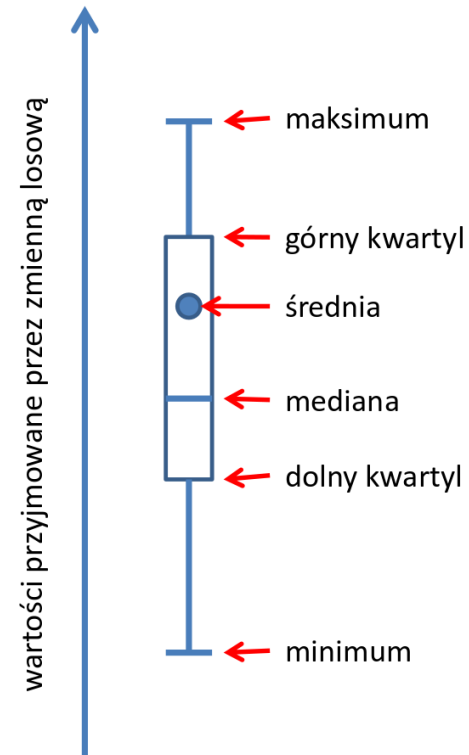 wartości przyjmowane przez zmienną losową
maksimum
górny kwartyl
średnia
mediana
dolny kwartyl
minimum